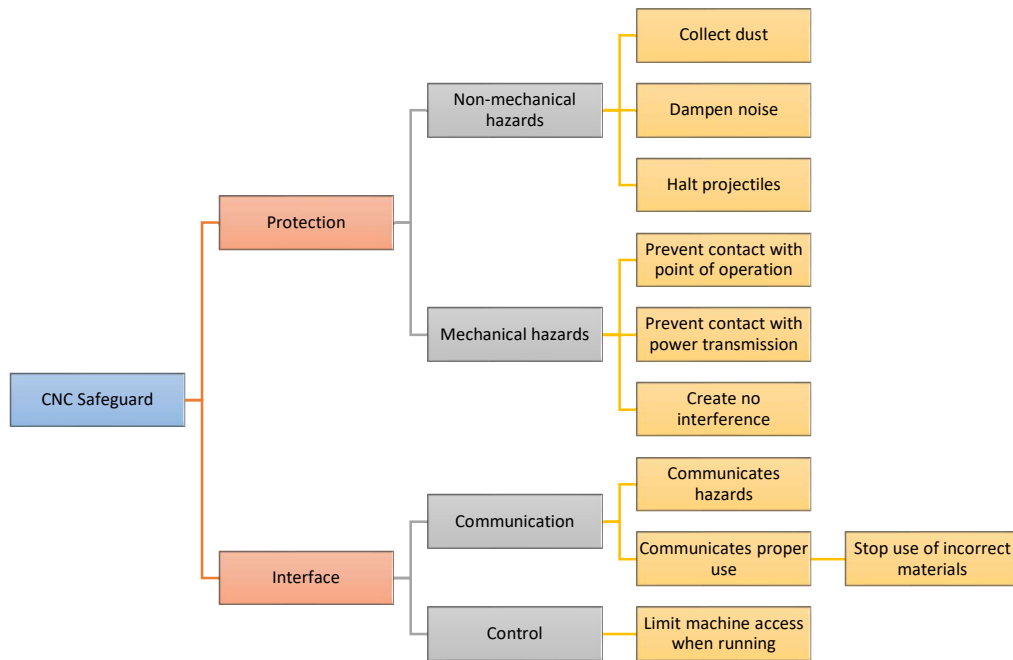 Collect dust
Non-mechanical
hazards
Dampen noise
Halt projectiles
Protection
Prevent contact with
point of operation
Mechanical hazards
Prevent contact with
power transmission
Create no
interference
CNC Safeguard
Communicates
hazards
Communication
Communicates proper
use
Stop use of incorrect
materials
Interface
Control
Limit machine access
when running